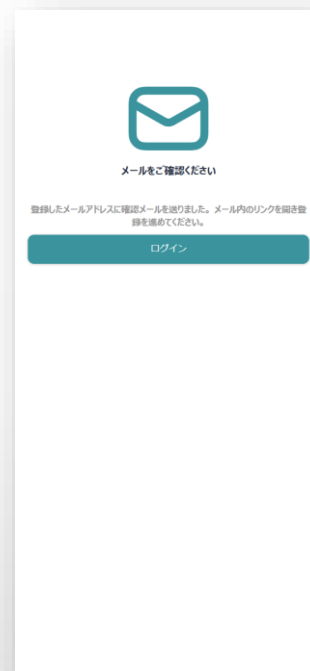 メールをご確認ください
登録したメールアドレスに確認メールを送りました。メール内のリンクを開き登
録を進めてください。
ログイン